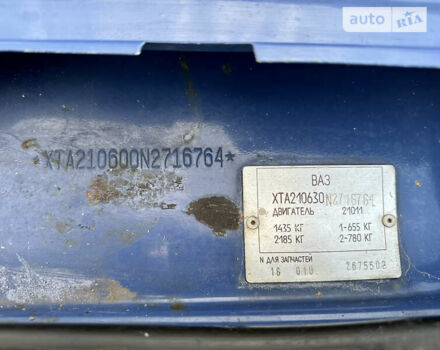 auto RIA
*XTA210600N2716764*
ВАЗ
XTA210630N2716764
ДВИГАТЕЛЬ 21011
1435 КГ 1-655 КГ
2185 КГ 2-780 КГ
N ДЛЯ ЗАПЧАСТЕЙ
16 010 2675502